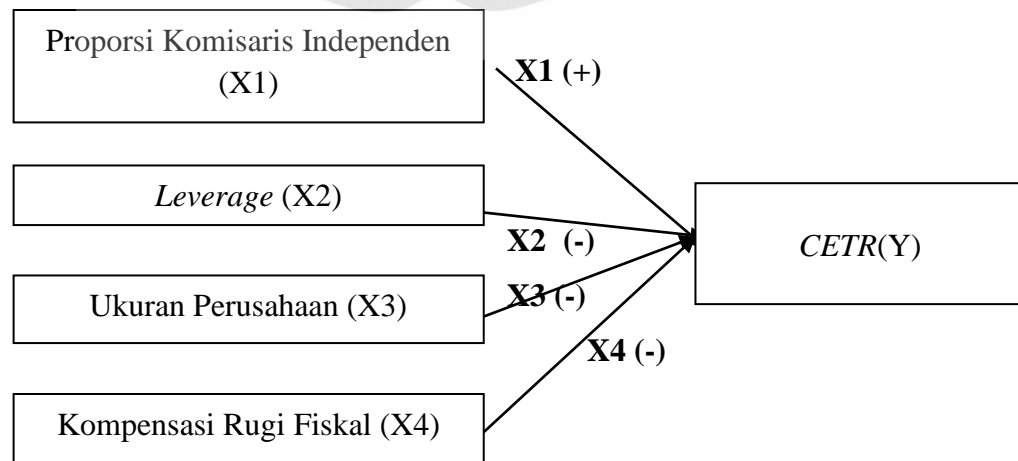 Proporsi Komisaris Independen
(X1)
X1 (+)
Leverage (X2)
X2 (-)
CETR(Y)
Ukuran Perusahaan (X3)
X3 (-)
X4 (-)
Kompensasi Rugi Fiskal (X4)